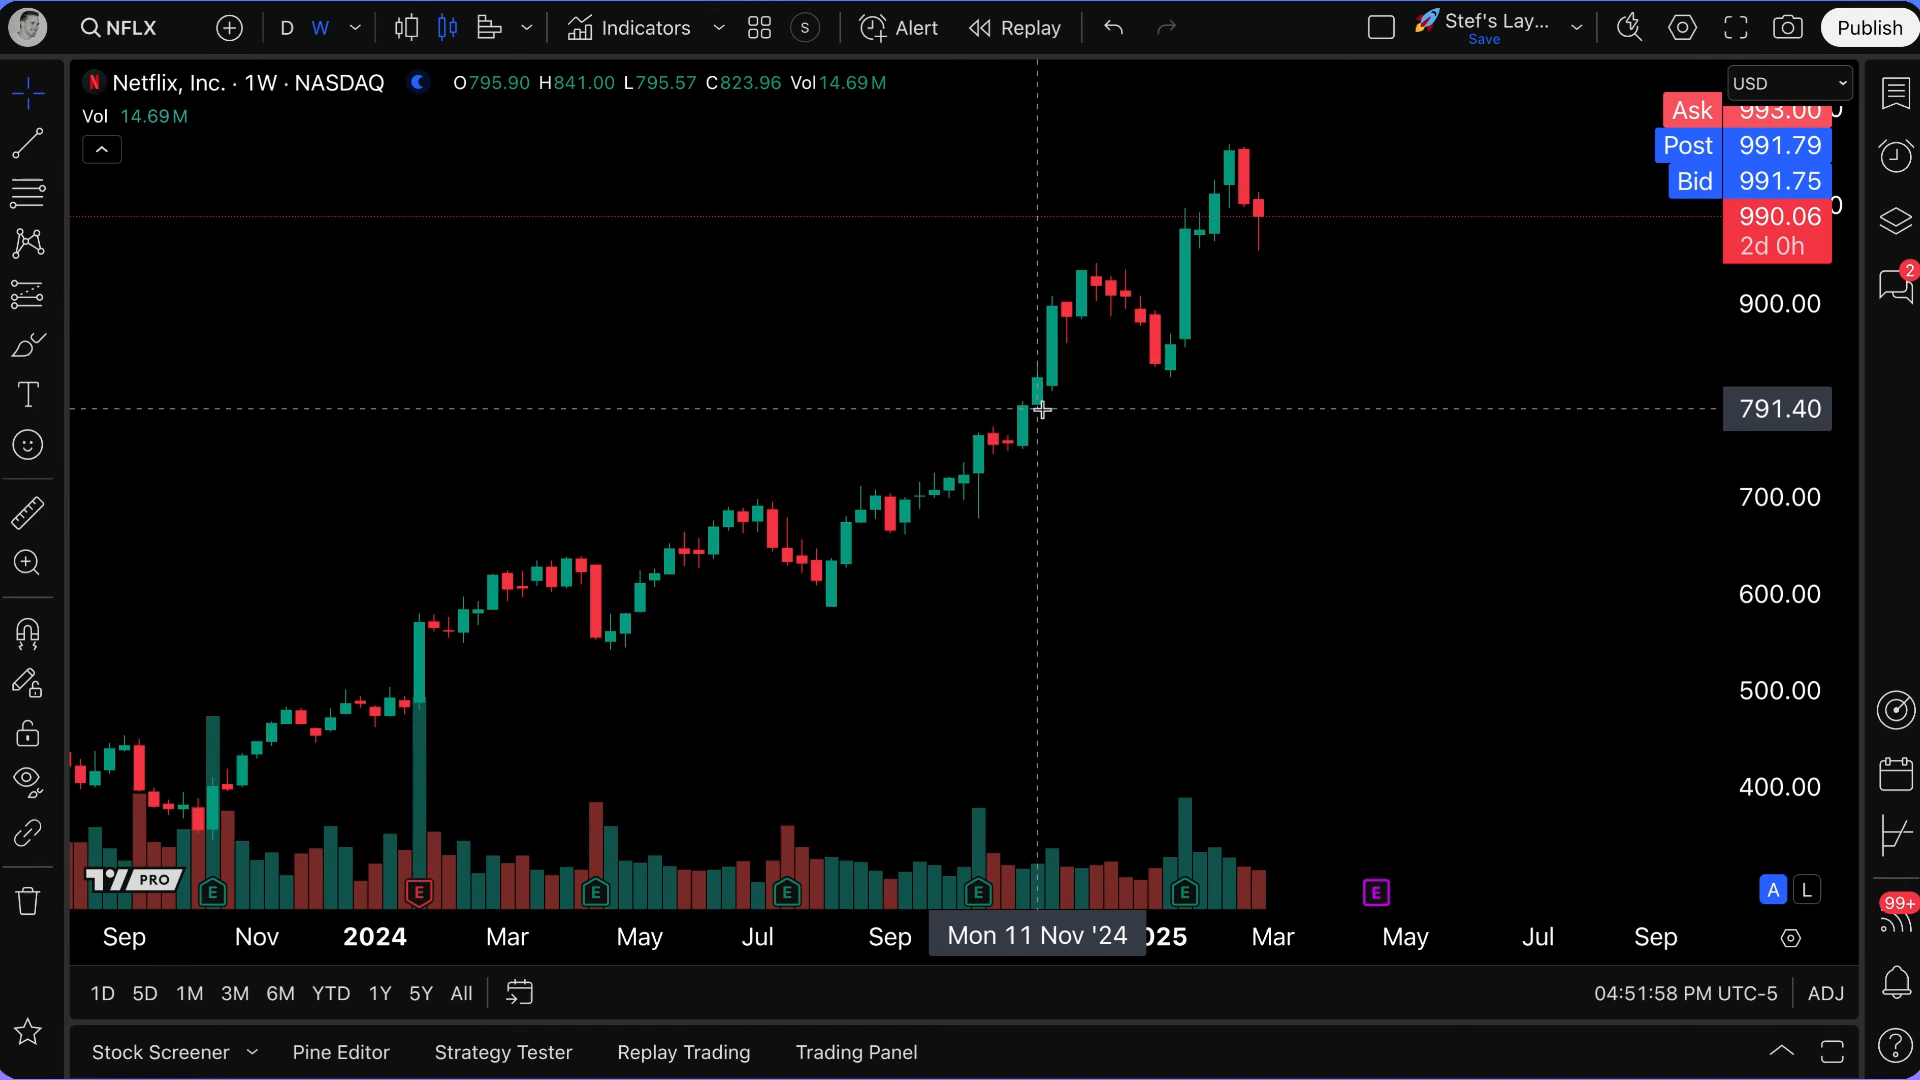 NFLX D W Indicators S Alert Replay Stef's Lay... Save Publish
N Netflix, Inc. · 1W · NASDAQ O795.90 H841.00 L795.57 C823.96 Vol14.69M
USD
Vol 14.69M
Ask 993.00
Post 991.79
Bid 991.75
990.06
2d 0h
2
900.00
791.40
700.00
600.00
500.00
400.00
PRO
E E E E E E E
A L
99+
Sep Nov 2024 Mar May Jul Sep Mon 11 Nov '24 025 Mar May Jul Sep
1D 5D 1M 3M 6M YTD 1Y 5Y All 04:51:58 PM UTC-5 ADJ
Stock Screener Pine Editor Strategy Tester Replay Trading Trading Panel